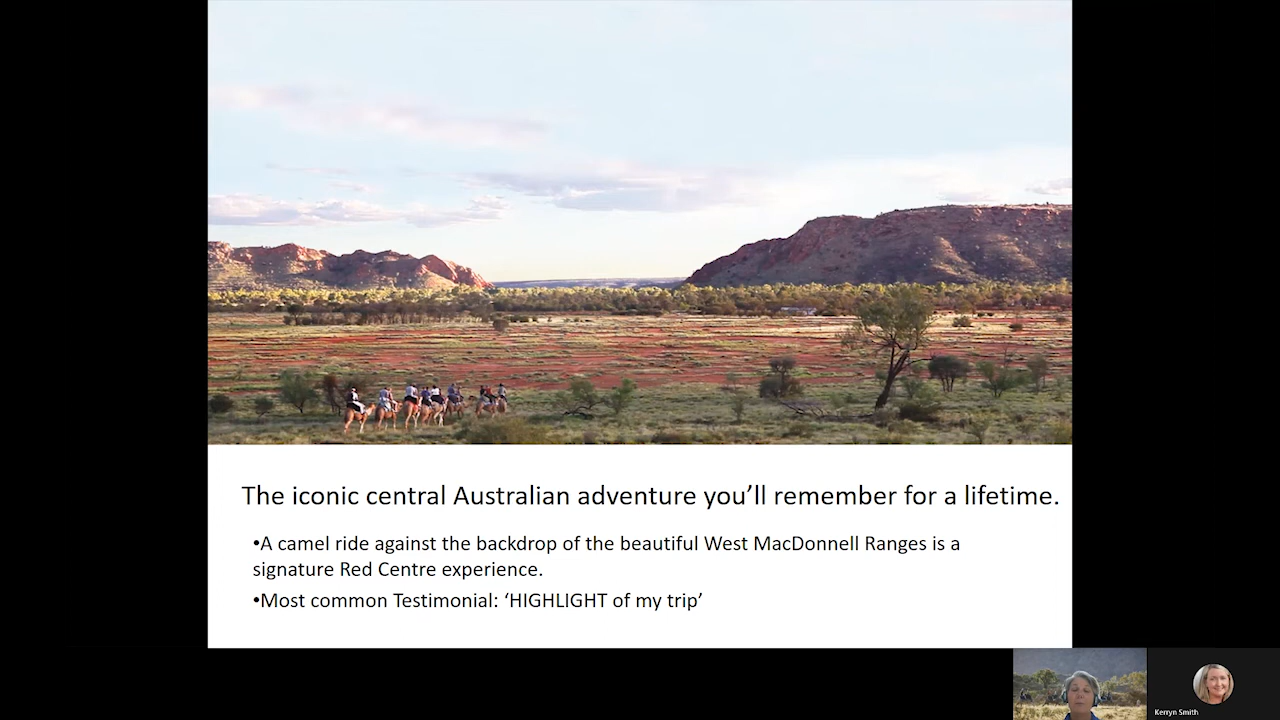 The iconic central Australian adventure you’ll remember for a lifetime.
•A camel ride against the backdrop of the beautiful West MacDonnell Ranges is a
signature Red Centre experience.
•Most common Testimonial: ‘HIGHLIGHT of my trip’
Kerryn Smith